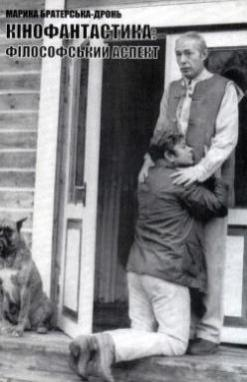 МАРИНА БРАТЕРСЬКА-ДРОНЬ
КІНОФАНТАСТИКА:
ФІЛОСОФСЬКИЙ АСПЕКТ